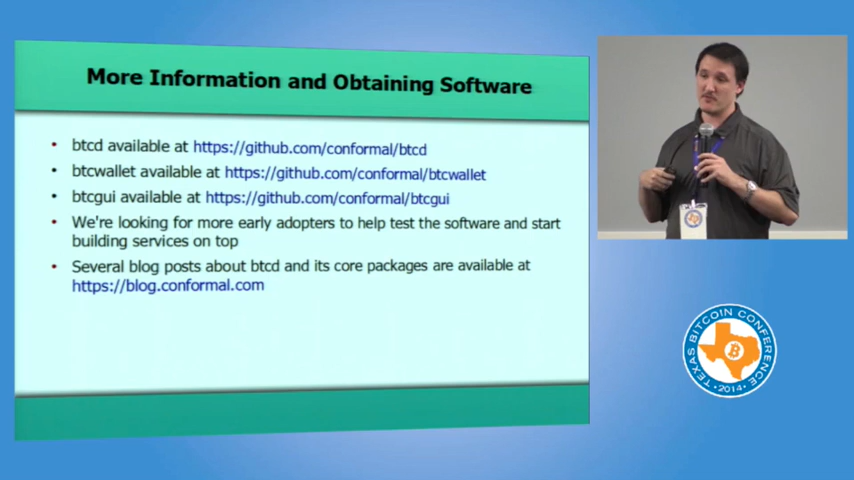 More Information and Obtaining Software
• btcd available at https://github.com/conformal/btcd
• btcwallet available at https://github.com/conformal/btcwallet
• btcgui available at https://github.com/conformal/btcgui
• We're looking for more early adopters to help test the software and start
building services on top
• Several blog posts about btcd and its core packages are available at
https://blog.conformal.com
TEXAS BITCOIN CONFERENCE
• 2014 •